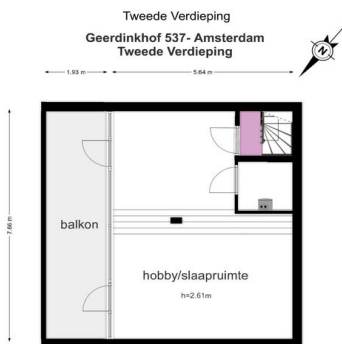 Tweede Verdieping
Geerdinkhof 537- Amsterdam
Tweede Verdieping
N
1.93 m
5.64 m
7.66 m
balkon
hobby/slaapruimte
h=2.61m